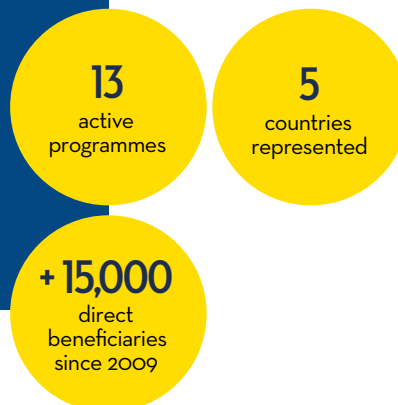 13
active
programmes
5
countries
represented
+ 15,000
direct
beneficiaries
since 2009